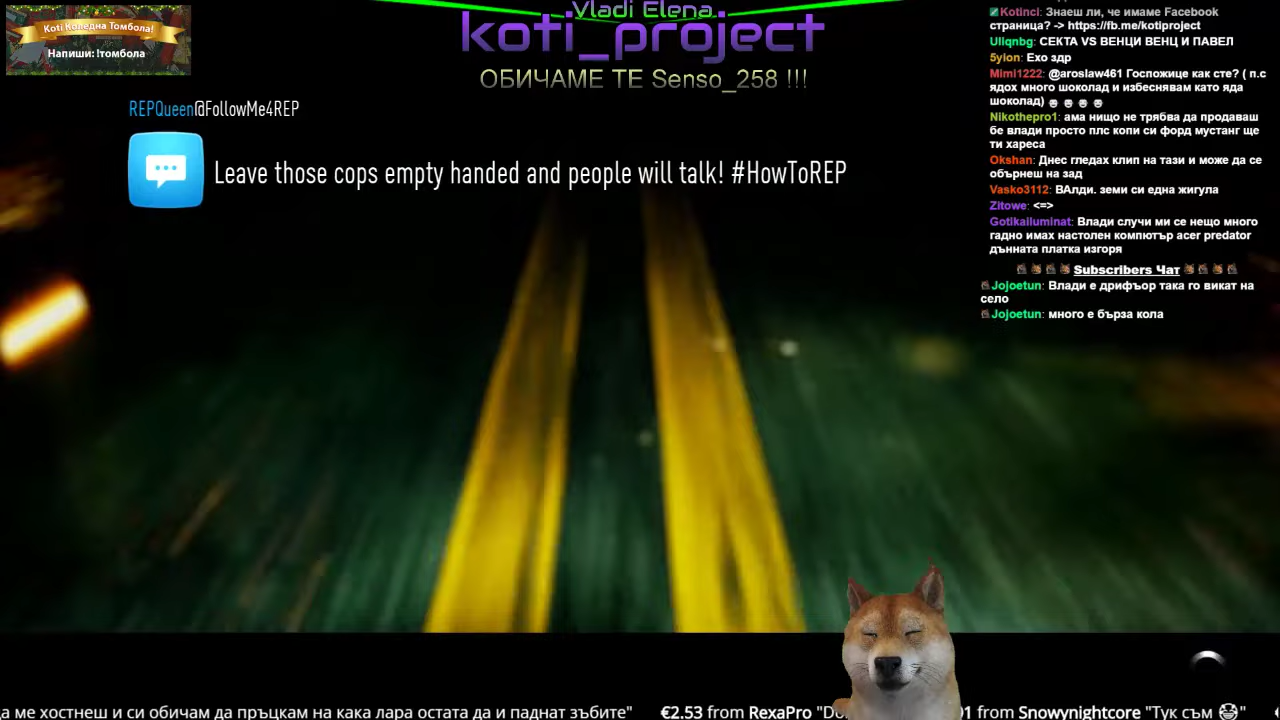 Koti Коледна Томбола!
Напиши: !томбола
Vladi Elena
koti_project
ОБИЧАМЕ ТЕ Senso_258 !!!
REPQueen@FollowMe4REP
Leave those cops empty handed and people will talk! #HowToREP
Kotinci: Знаеш ли, че имаме Facebook
страница? -> https://fb.me/kotiproject
Uliqnbg: СЕКТА VS ВЕНЦИ ВЕНЦ И ПАВЕЛ
5yion: Ехо здр
Mimi1222: @aroslaw461 Госпожице как сте? ( п.с
ядох много шоколад и избеснявам като яда
шоколад)
Nikothepro1: ама нищо не трябва да продаваш
бе влади просто плс копи си форд мустанг ще
ти хареса
Okshan: Днес гледах клип на тази и може да се
обърнеш на зад
Vasko3112: ВАлди. земи си една жигула
Zitowe: <=>
Gotikailuminat: Влади случи ми се нещо много
гадно имах настолен компютър acer predator
дънната платка изгоря
Subscribers Чат
Jojoetun: Влади е дрифъор така го викат на
село
Jojoetun: много е бърза кола
а ме хостнеш и си обичам да пръцкам на кака лара остата да и паднат зъбите" €2.53 from RexaPro "Do 01 from Snowynightcore "Тук съм 😂"